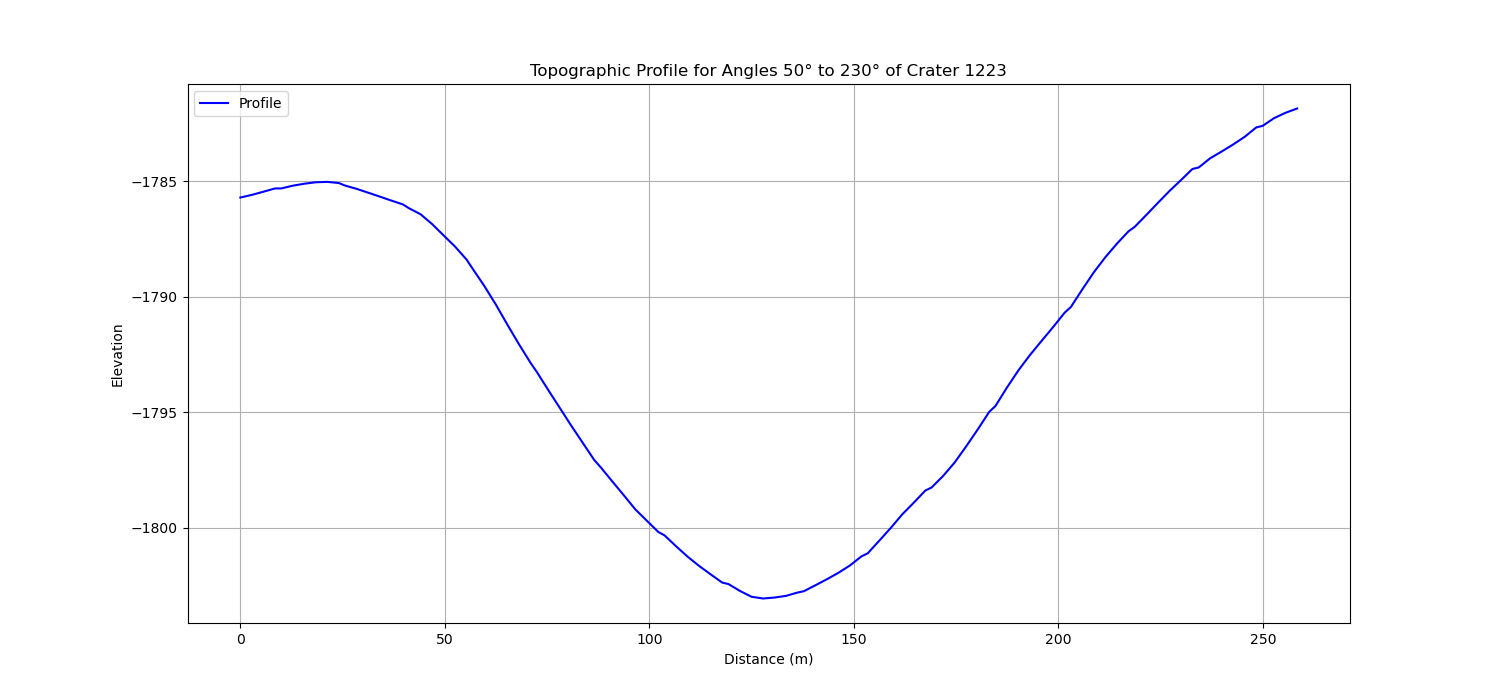 Topographic Profile for Angles 50° to 230° of Crater 1223
Profile
−1785
−1790
−1795
−1800
Elevation
0 50 100 150 200 250
Distance (m)